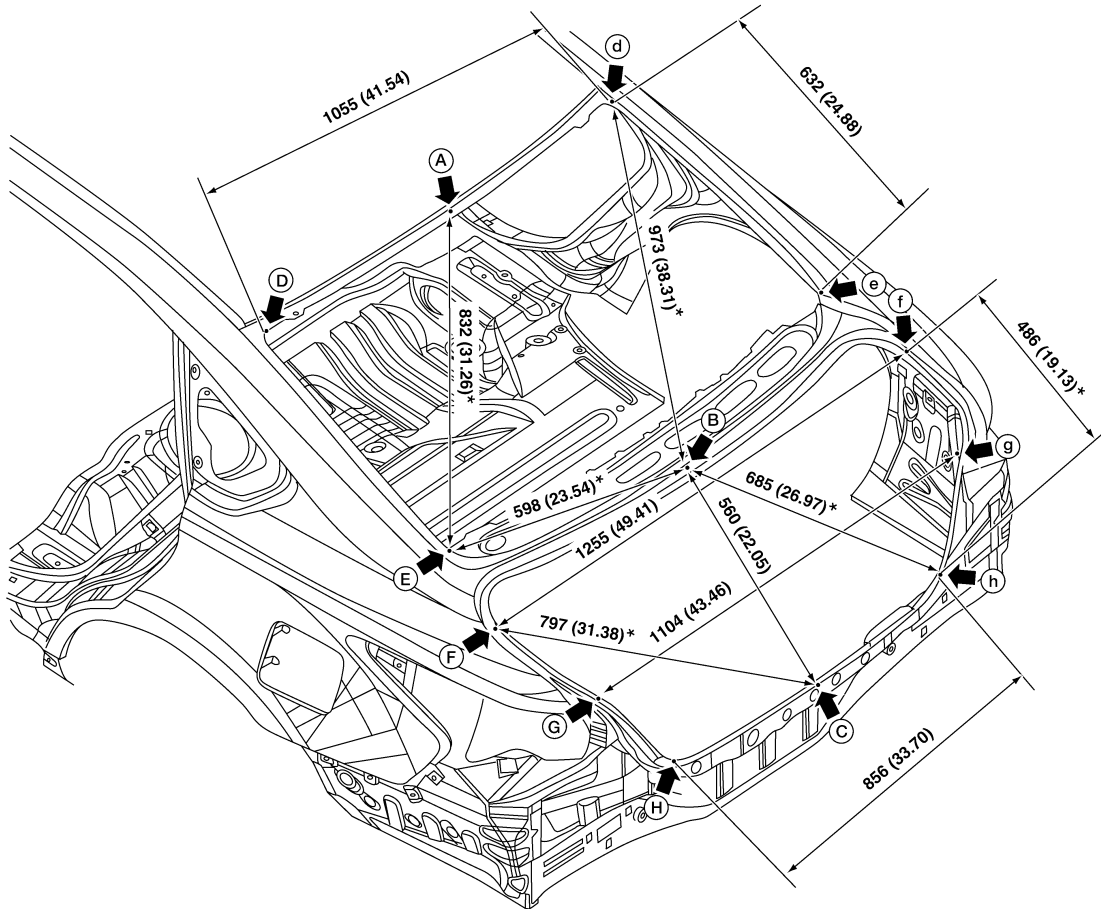 d
1055 (41.54)
632 (24.88)
A
D
973 (38.31)*
e
f
832 (31.26)*
486 (19.13)*
B
g
598 (23.54)*
685 (26.97)*
1255 (49.41)
560 (22.05)
E
h
797 (31.38)*
1104 (43.46)
F
G
C
856 (33.70)
H